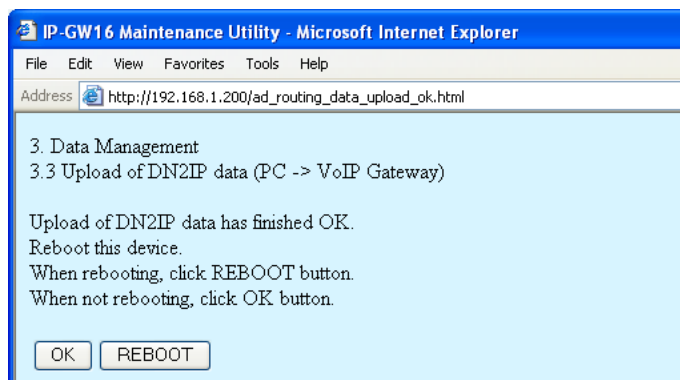 IP-GW16 Maintenance Utility - Microsoft Internet Explorer
File Edit View Favorites Tools Help
Address http://192.168.1.200/ad_routing_data_upload_ok.html
3. Data Management
3.3 Upload of DN2IP data (PC -> VoIP Gateway)
Upload of DN2IP data has finished OK.
Reboot this device.
When rebooting, click REBOOT button.
When not rebooting, click OK button.
OK REBOOT